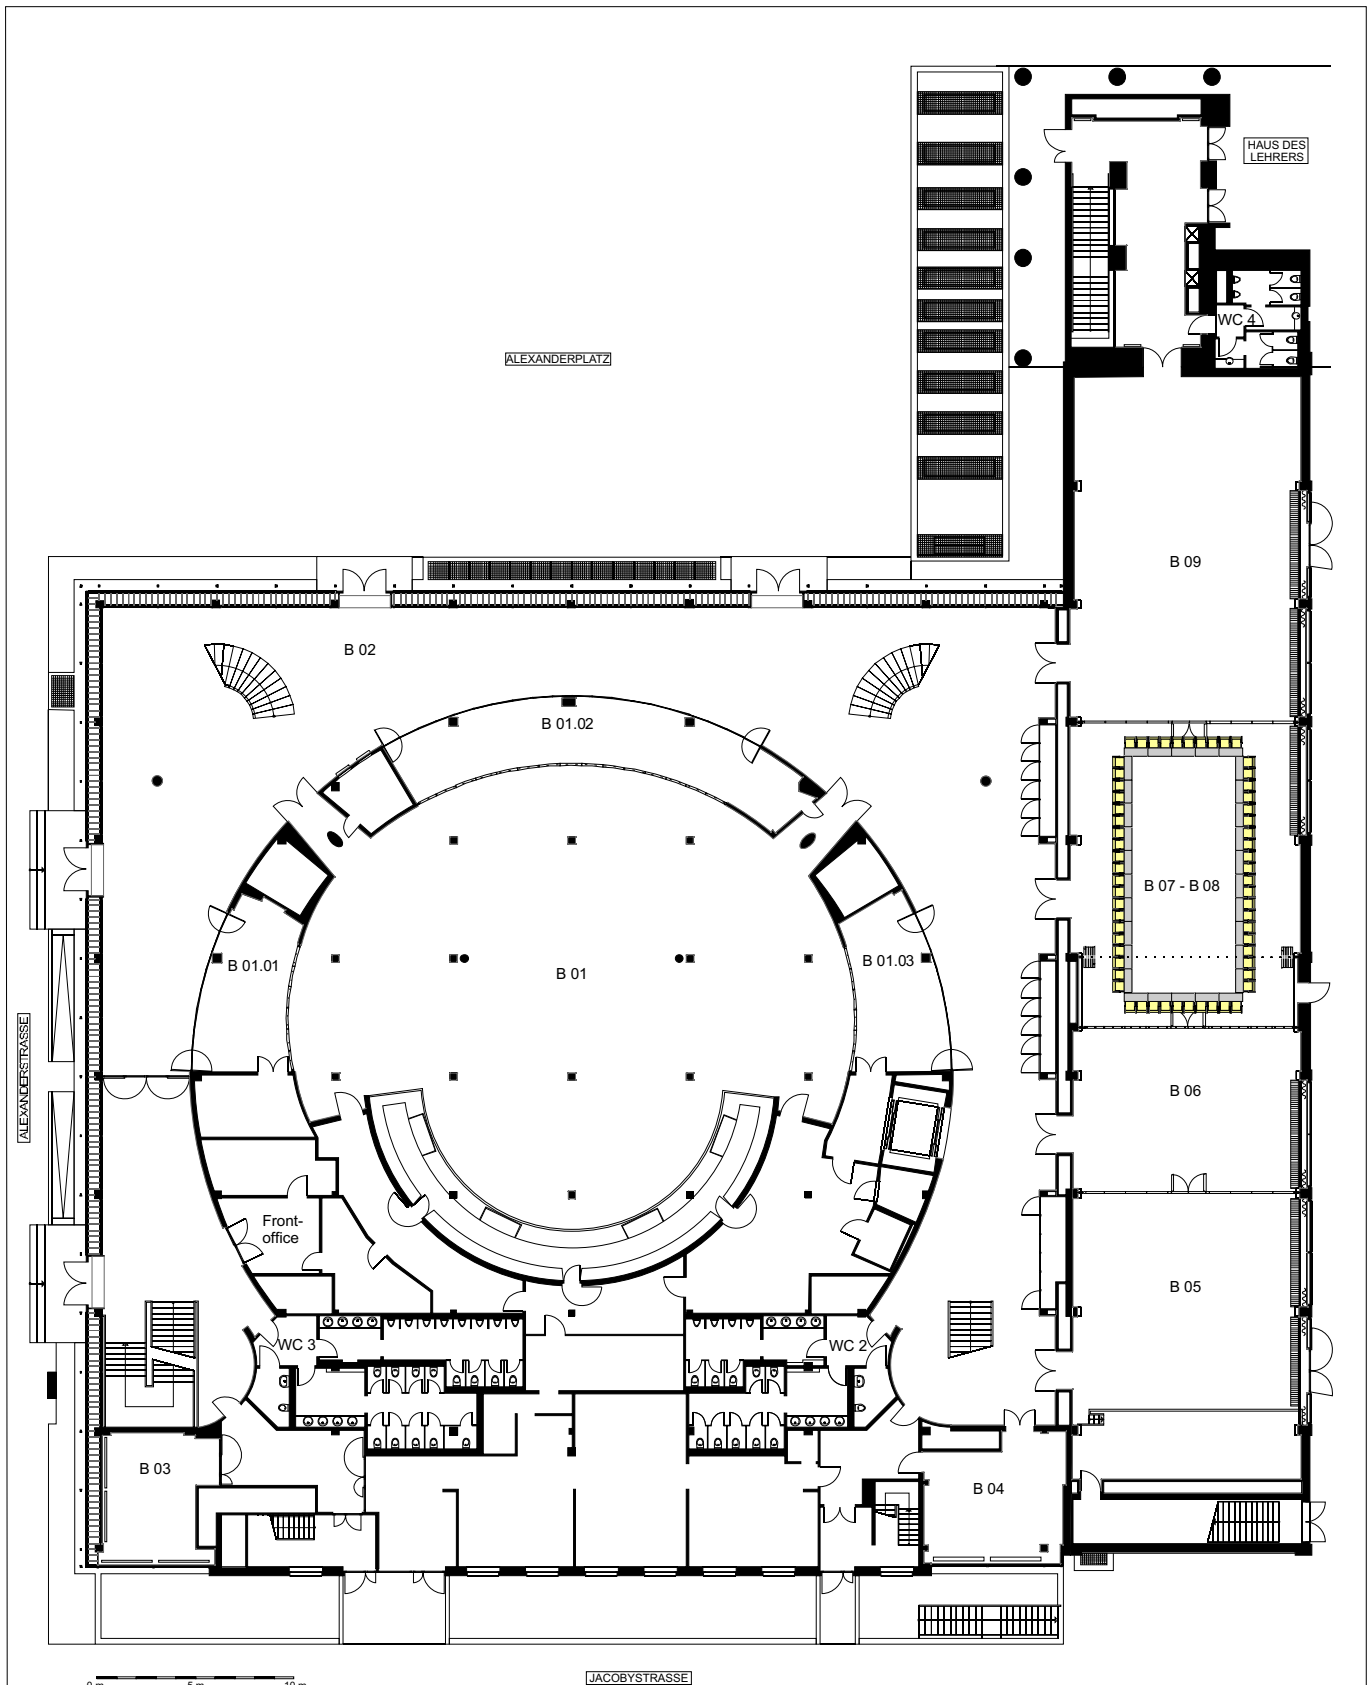 HAUS DES
LEHRERS
WC 4
ALEXANDERPLATZ
B 09
B 02
B 01.02
B 07 - B 08
B 01.01
B 01
B 01.03
ALEXANDERSTRASSE
B 06
Front-
office
B 05
WC 3
WC 2
B 03
B 04
0 m
5 m
10 m
JACOBYSTRASSE